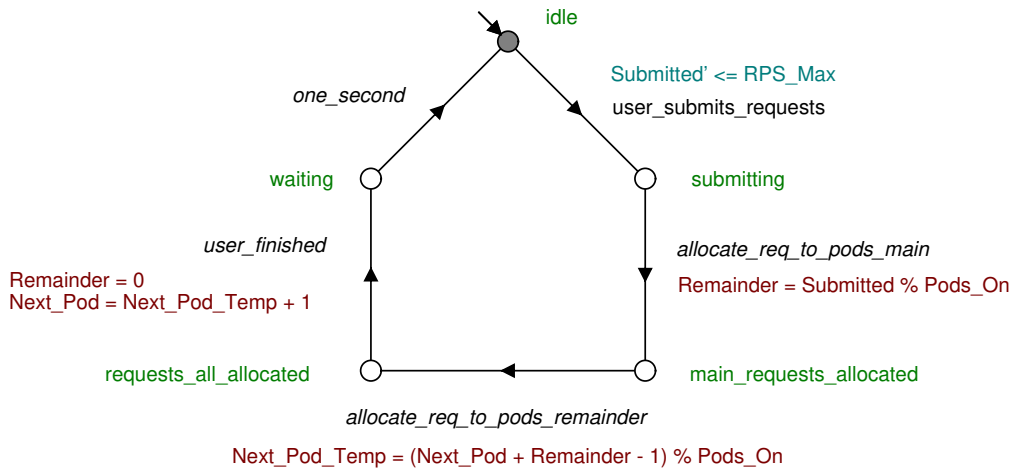 idle
Submitted' <= RPS_Max
user_submits_requests
one_second
waiting
submitting
user_finished
allocate_req_to_pods_main
Remainder = 0
Next_Pod = Next_Pod_Temp + 1
Remainder = Submitted % Pods_On
requests_all_allocated
main_requests_allocated
allocate_req_to_pods_remainder
Next_Pod_Temp = (Next_Pod + Remainder - 1) % Pods_On